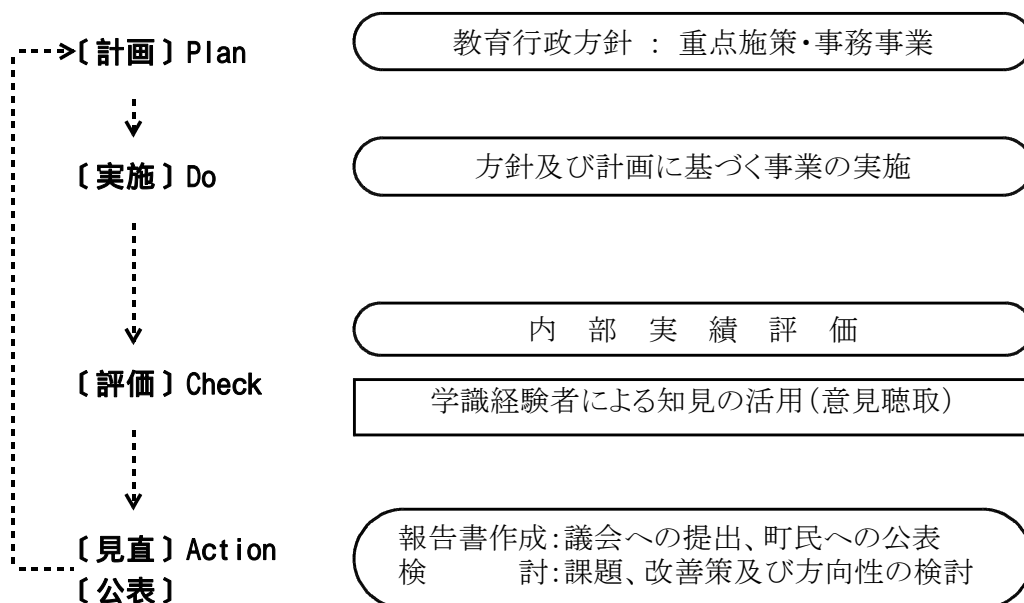 〔計画〕Plan
教育行政方針 : 重点施策・事務事業
〔実施〕Do
方針及び計画に基づく事業の実施
内 部 実 績 評 価
〔評価〕Check
学識経験者による知見の活用(意見聴取)
〔見直〕Action
〔公表〕
報告書作成:議会への提出、町民への公表
検 討:課題、改善策及び方向性の検討